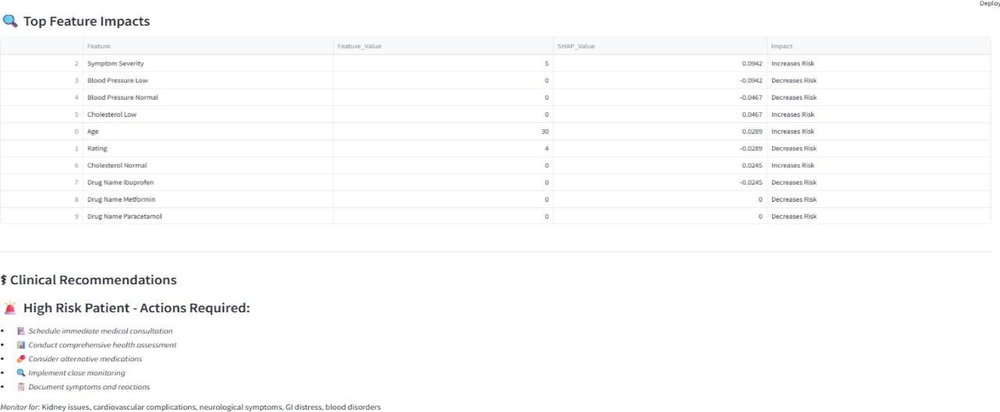 Deploy
Top Feature Impacts
Feature Feature_Value SHAP_Value Impact
2 Symptom Severity 5 0.0942 Increases Risk
3 Blood Pressure Low 0 -0.0942 Decreases Risk
4 Blood Pressure Normal 0 -0.0467 Decreases Risk
5 Cholesterol Low 0 0.0467 Increases Risk
0 Age 30 0.0289 Increases Risk
1 Rating 4 -0.0289 Decreases Risk
6 Cholesterol Normal 0 0.0245 Increases Risk
7 Drug Name Ibuprofen 0 -0.0245 Decreases Risk
8 Drug Name Metformin 0 0 Decreases Risk
9 Drug Name Paracetamol 0 0 Decreases Risk
Clinical Recommendations
High Risk Patient - Actions Required:
• Schedule immediate medical consultation
• Conduct comprehensive health assessment
• Consider alternative medications
• Implement close monitoring
• Document symptoms and reactions
Monitor for: Kidney issues, cardiovascular complications, neurological symptoms, GI distress, blood disorders